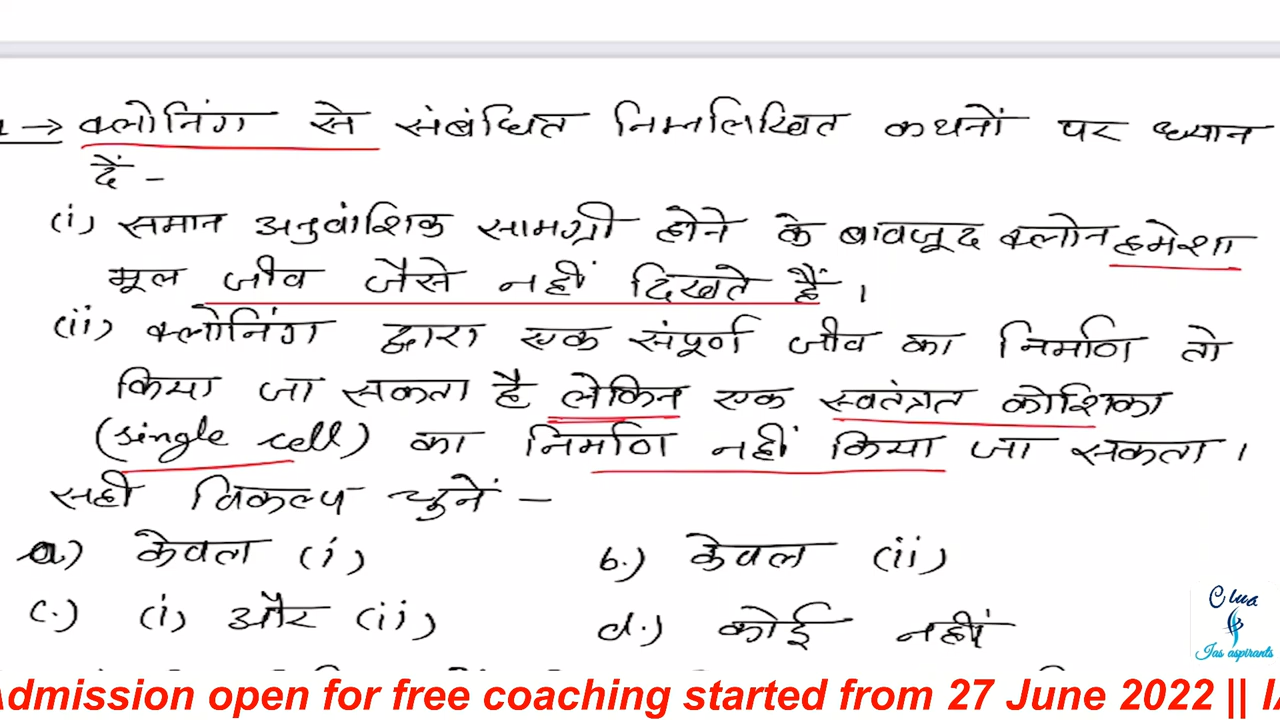 → क्लोनिंग से संबंधित निम्नलिखित कथनों पर ध्यान
दें -
(i) समान अनुवांशिक सामग्री होने के बावजूद क्लोन हमेशा
मूल जीव जैसे नहीं दिखते हैं ।
(ii) क्लोनिंग द्वारा एक संपूर्ण जीव का निर्माण तो
किया जा सकता है लेकिन एक स्वतंत्रत कोशिका
(single cell) का निर्माण नहीं किया जा सकता ।
सही विकल्प चुनें -
a) केवल (i)
b.) केवल (ii)
c.) (i) और (ii)
d.) कोई नहीं
Clue
Ias aspirants
Admission open for free coaching started from 27 June 2022 ||